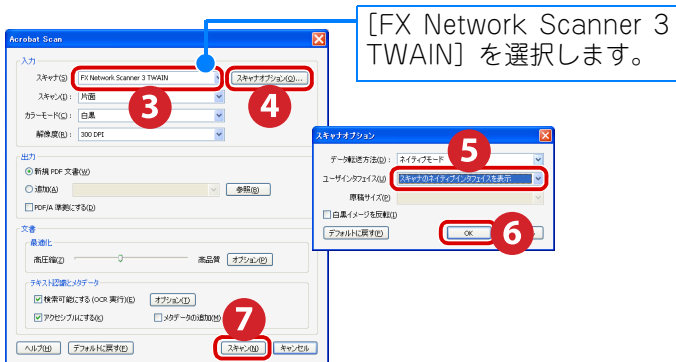 [FX Network Scanner 3
TWAIN] を選択します。
Acrobat Scan
入力
スキャナ(S): FX Network Scanner 3 TWAIN スキャナオプション(O)...
3
4
スキャン(I): 片面
カラーモード(C): 白黒
解像度(R): 300 DPI
出力
新規 PDF 文書(W)
追加(A) 参照(B)
PDF/A 準拠にする(D)
文書
最適化
高圧縮(Z) 高品質 オプション(P)
テキスト認識とメタデータ
検索可能にする (OCR 実行)(E) オプション(T)
アクセシブルにする(K) メタデータの追加(M)
7
ヘルプ(H) デフォルトに戻す(F) スキャン(N) キャンセル
スキャナオプション
5
データ転送方法(D): ネイティブモード
ユーザインタフェイス(U) スキャナのネイティブインタフェイスを表示
原稿サイズ(P)
白黒イメージを反転(I)
デフォルトに戻す(F) OK
6